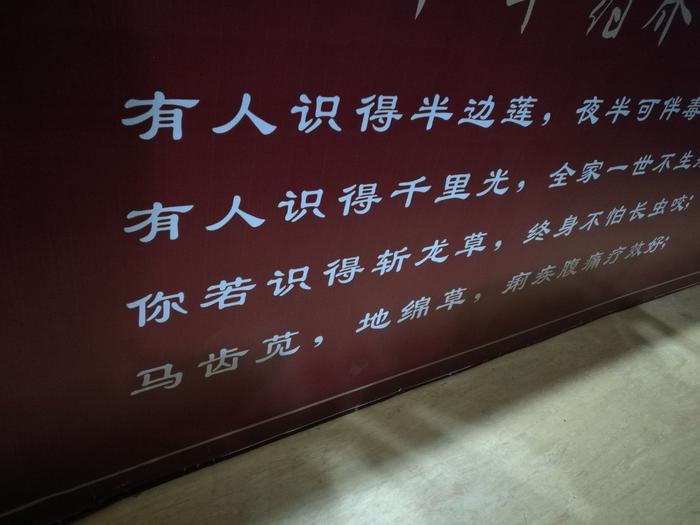 有人识得半边莲，夜半可伴毒
有人识得千里光，全家一世不生
你若识得斩龙草，终身不怕长虫咬；
马齿苋，地绵草，痢疾腹痛疗效好；